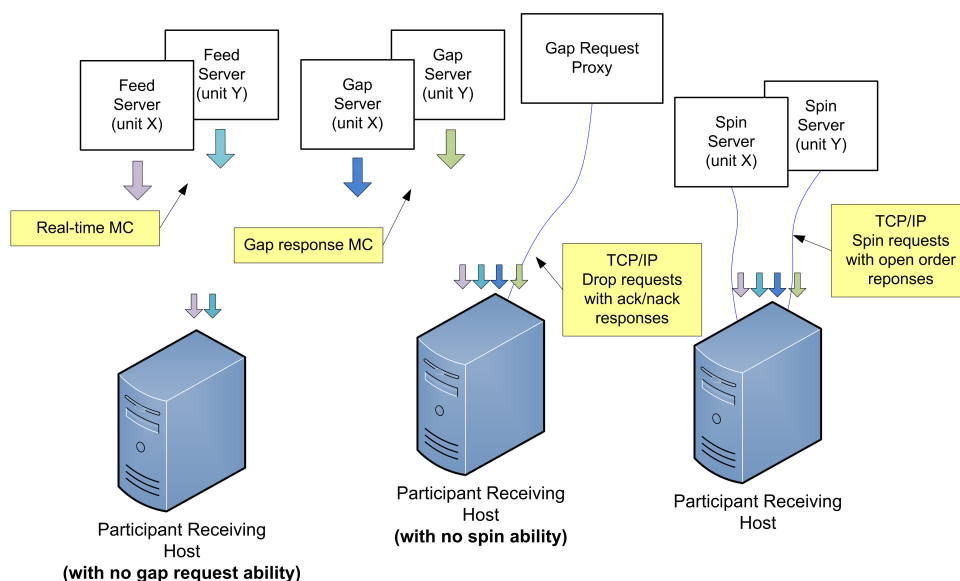 Feed
Server
(unit Y)
Feed
Server
(unit X)
Gap
Server
(unit Y)
Gap
Server
(unit X)
Gap Request
Proxy
Spin
Server
(unit Y)
Spin
Server
(unit X)
Real-time MC
Gap response MC
TCP/IP
Drop requests
with ack/nack
responses
TCP/IP
Spin requests
with open order
reponses
Participant Receiving
Host
(with no gap request ability)
Participant Receiving
Host
(with no spin ability)
Participant Receiving
Host